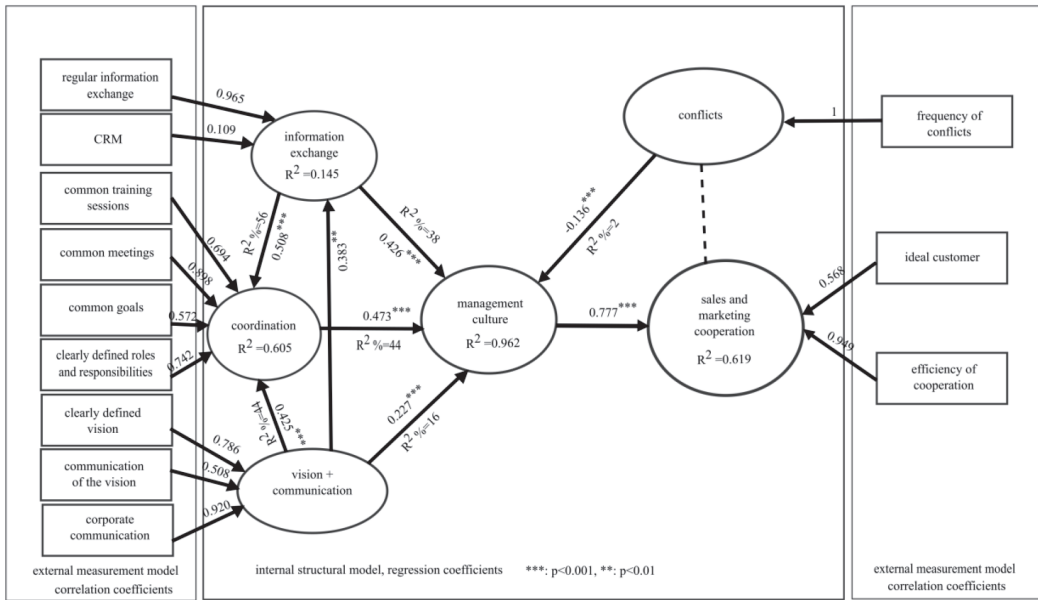 regular information
exchange
CRM
common training
sessions
common meetings
common goals
clearly defined roles
and responsibilities
clearly defined
vision
communication
of the vision
corporate
communication
external measurement model
correlation coefficients
0.965
0.109
0.694
0.898
0.572
0.742
0.786
0.508
0.920
information
exchange
R² =0.145
R² %=56
0.508***
0.383**
R² %=38
0.426***
coordination
R² =0.605
0.473***
R² %=44
R² %=44
0.425***
vision +
communication
0.227***
R² %=16
management
culture
R² =0.962
conflicts
-0.136***
R² %=2
0.777***
sales and
marketing
cooperation
R² =0.619
internal structural model, regression coefficients ***: p<0.001, **: p<0.01
1
frequency of
conflicts
0.568
ideal customer
0.949
efficiency of
cooperation
external measurement model
correlation coefficients